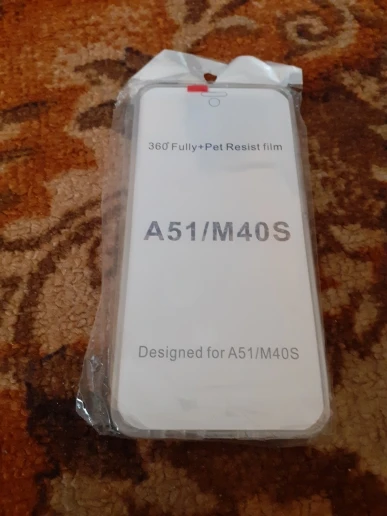 360° Fully+Pet Resist film
A51/M40S
Designed for A51/M40S